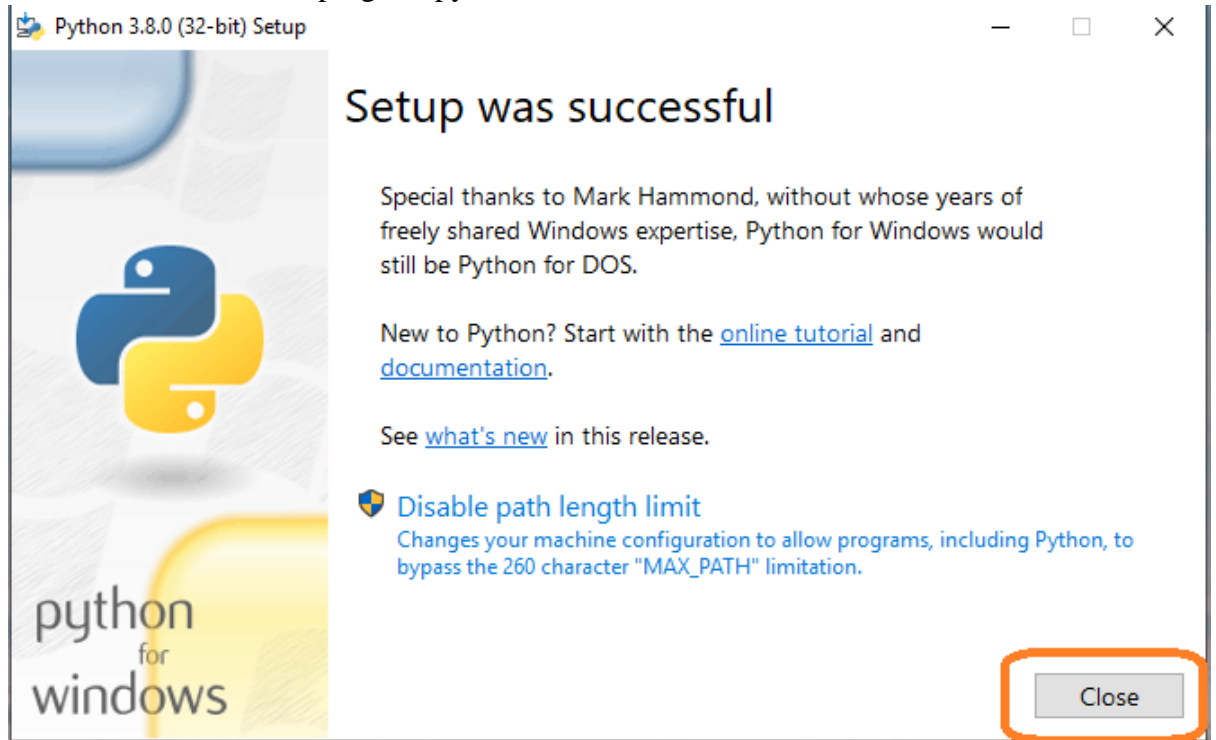 Python 3.8.0 (32-bit) Setup
Setup was successful
Special thanks to Mark Hammond, without whose years of
freely shared Windows expertise, Python for Windows would
still be Python for DOS.
New to Python? Start with the online tutorial and
documentation.
See what's new in this release.
Disable path length limit
Changes your machine configuration to allow programs, including Python, to
bypass the 260 character "MAX_PATH" limitation.
python
for
windows
Close